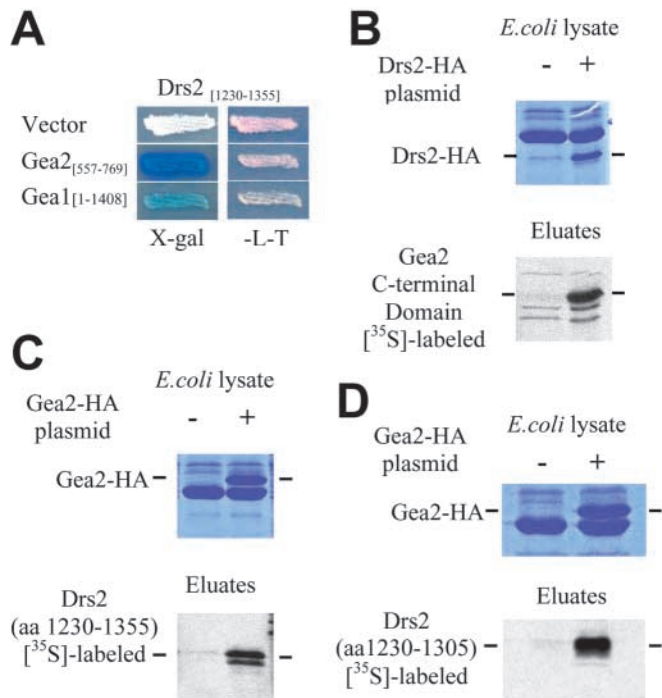 A
Drs2 [1230-1355]
Vector
Gea2[557-769]
Gea1[1-1408]
X-gal -L-T
B
E.coli lysate
Drs2-HA - +
plasmid
Drs2-HA
Eluates
Gea2
C-terminal
Domain
[35S]-labeled
C
E.coli lysate
Gea2-HA - +
plasmid
Gea2-HA
Eluates
Drs2
(aa 1230-1355)
[35S]-labeled
D
E.coli lysate
Gea2-HA - +
plasmid
Gea2-HA
Eluates
Drs2
(aa1230-1305)
[35S]-labeled